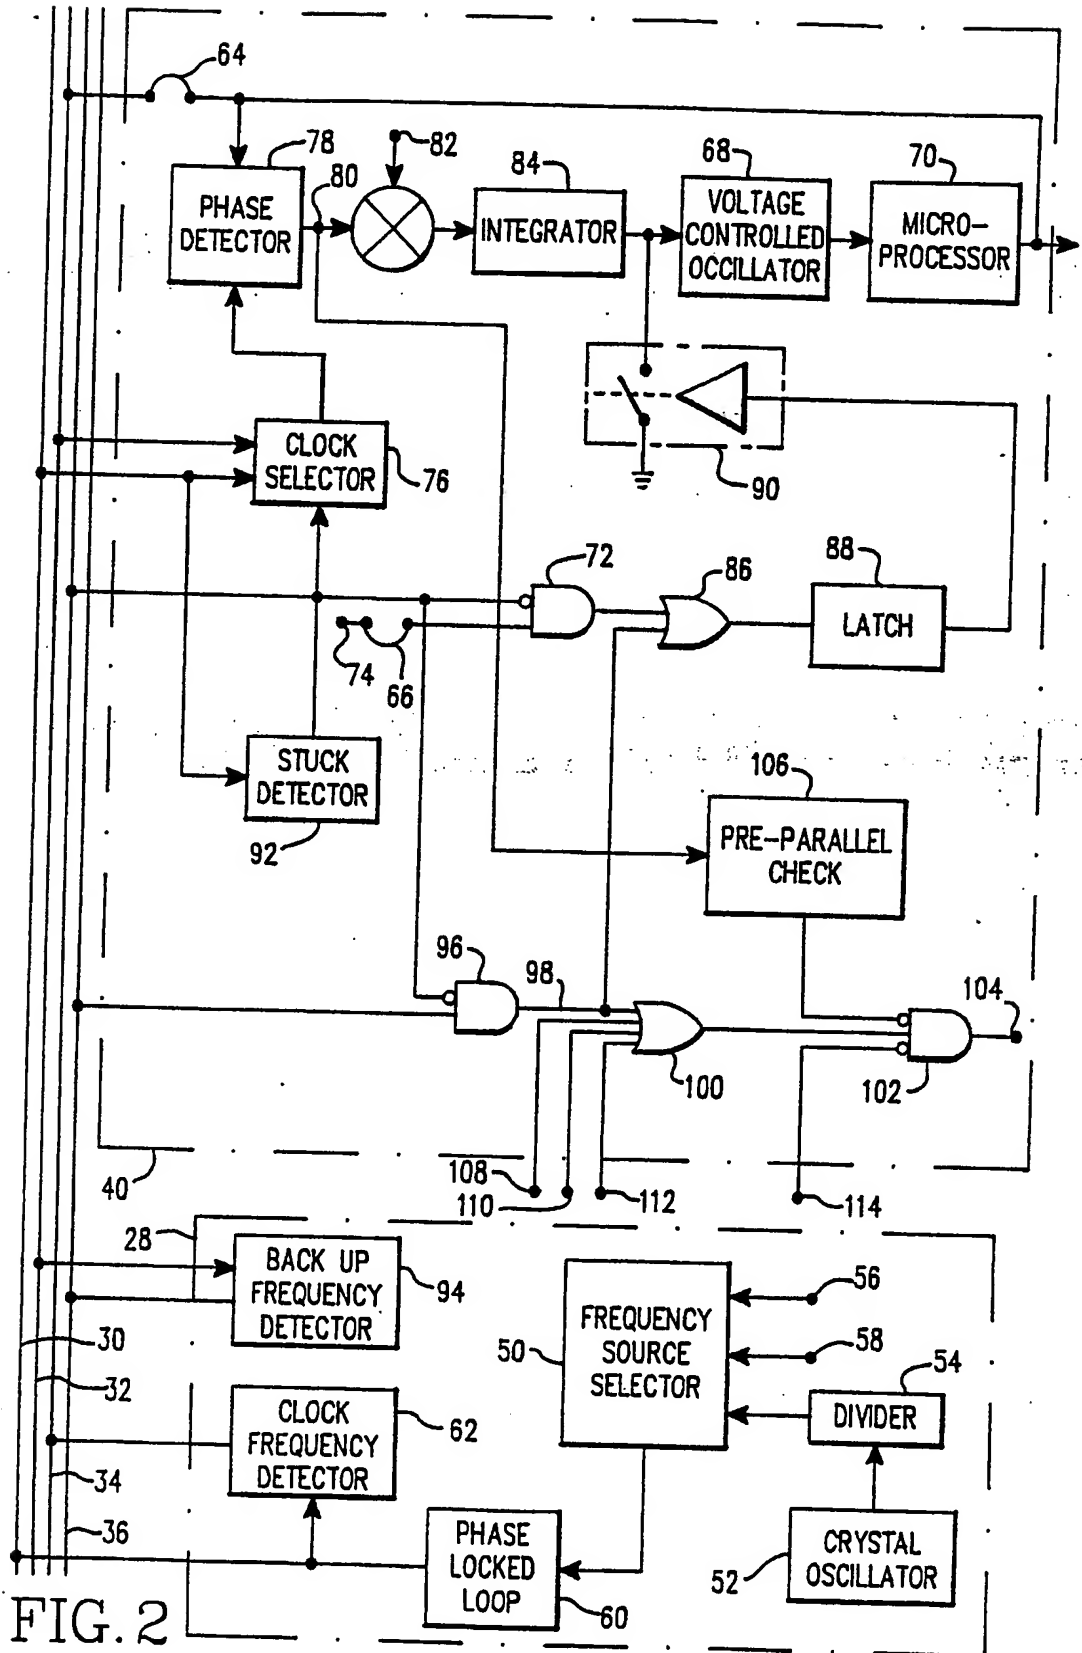 64
78
82
80
84
68
70
PHASE
DETECTOR
INTEGRATOR
VOLTAGE
CONTROLLED
OCCILLATOR
MICRO-
PROCESSOR
CLOCK
SELECTOR
76
90
72
86
88
LATCH
74
66
STUCK
DETECTOR
92
106
PRE-PARALLEL
CHECK
96
98
104
100
102
40
108
110
112
114
28
BACK UP
FREQUENCY
DETECTOR
94
56
FREQUENCY
SOURCE
SELECTOR
50
58
54
DIVIDER
30
32
CLOCK
FREQUENCY
DETECTOR
62
34
36
PHASE
LOCKED
LOOP
60
CRYSTAL
OSCILLATOR
52
FIG. 2